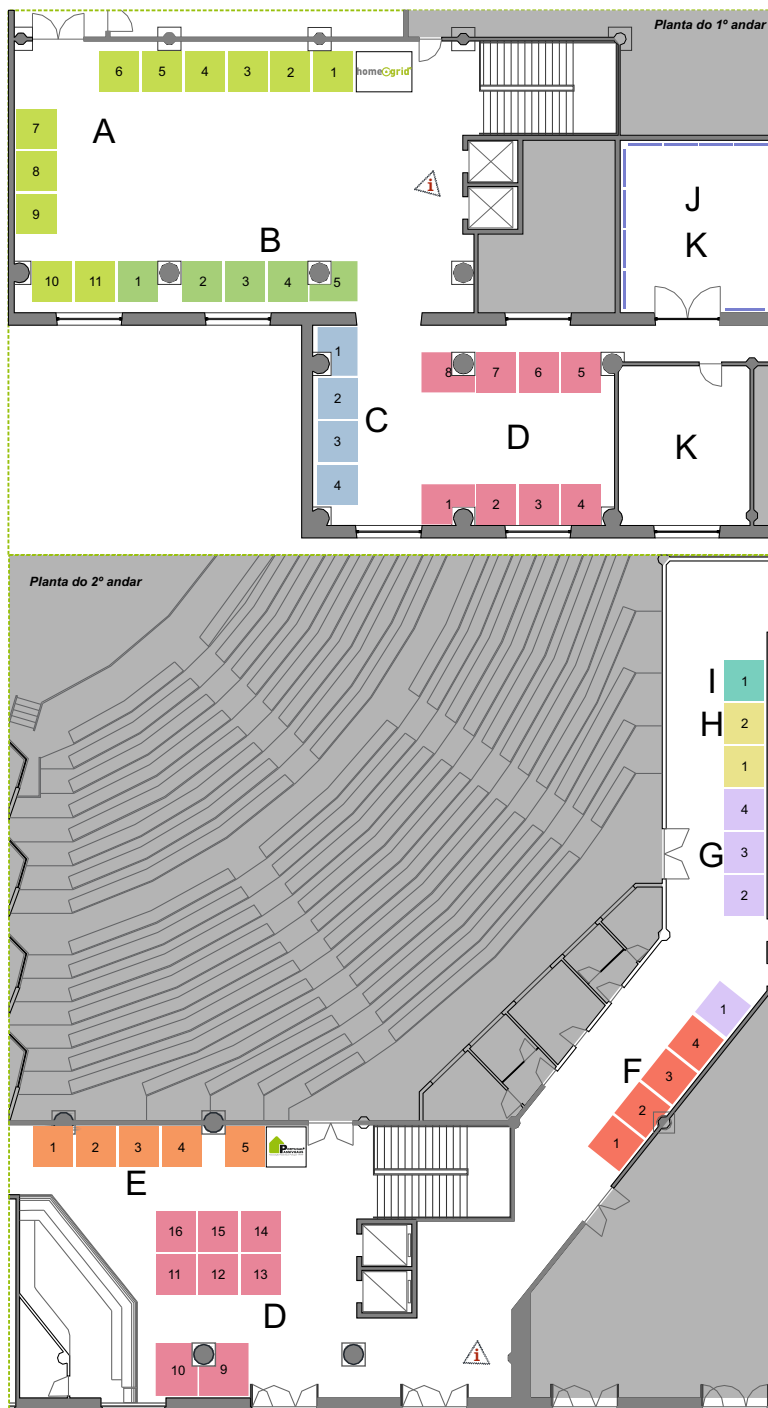 Planta do 1º andar
6 5 4 3 2 1 homegrid
7
A
8
J
9
K
B
10 11 1 2 3 4 5
1
8 7 6 5
2
C
3
D
K
4
1 2 3 4
Planta do 2º andar
I 1
H 2
1
4
G 3
2
1
4
F 3
2
1
1 2 3 4 5
E
16 15 14
11 12 13
D
10 9
i
i